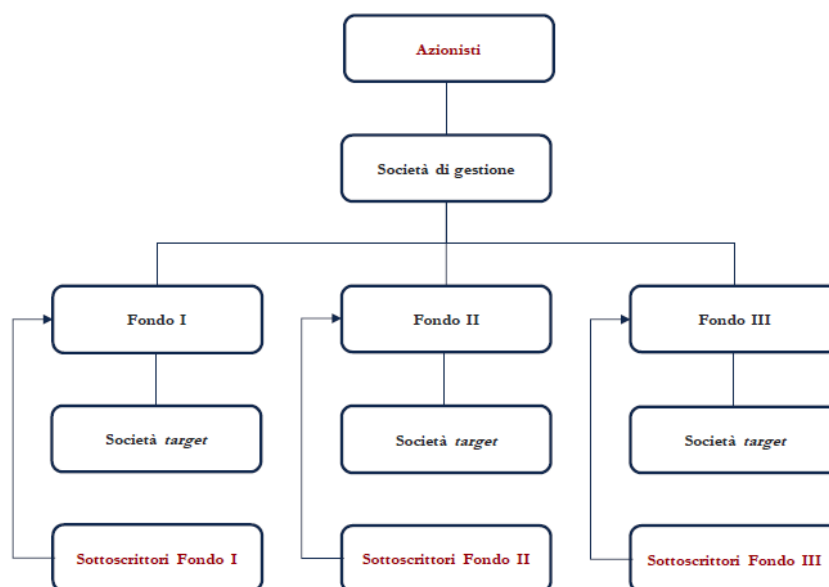 Azionisti
Società di gestione
Fondo I
Fondo II
Fondo III
Società target
Società target
Società target
Sottoscrittori Fondo I
Sottoscrittori Fondo II
Sottoscrittori Fondo III